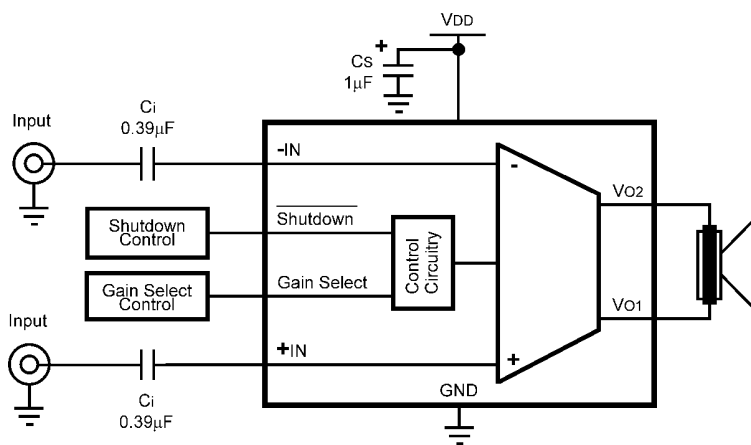 VDD
+
CS
1µF
Ci
0.39µF
Input
-IN
-
VO2
Shutdown
Control
Shutdown
Control
Circuitry
Gain Select
Control
Gain Select
VO1
Input
+IN
+
GND
Ci
0.39µF